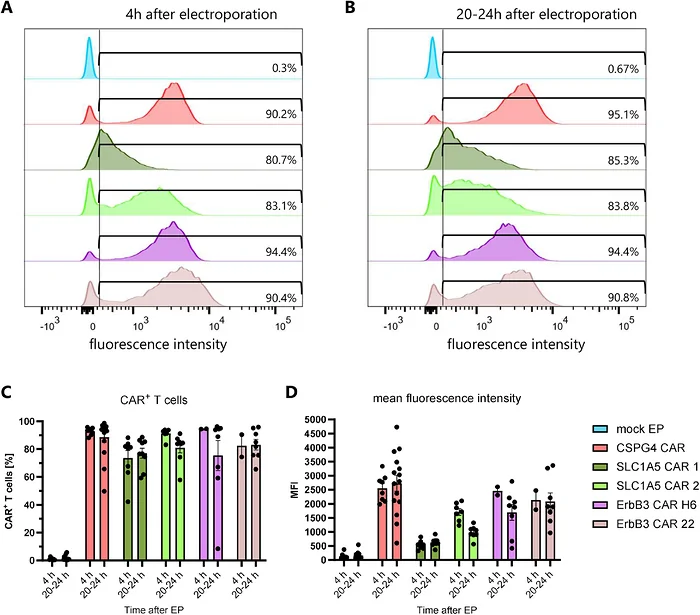 A
4h after electroporation
0.3%
90.2%
80.7%
83.1%
94.4%
90.4%
-10³ 0 10³ 10⁴ 10⁵
fluorescence intensity
B
20-24h after electroporation
0.67%
95.1%
85.3%
83.8%
94.4%
90.8%
-10³ 0 10³ 10⁴ 10⁵
fluorescence intensity
C
CAR⁺ T cells
CAR⁺ T cells [%]
100
80
60
40
20
0
4 h 20-24 h 4 h 20-24 h 4 h 20-24 h 4 h 20-24 h 4 h 20-24 h 4 h 20-24 h
Time after EP
D
mean fluorescence intensity
MFI
5000
4500
4000
3500
3000
2500
2000
1500
1000
500
0
4 h 20-24 h 4 h 20-24 h 4 h 20-24 h 4 h 20-24 h 4 h 20-24 h 4 h 20-24 h
Time after EP
mock EP
CSPG4 CAR
SLC1A5 CAR 1
SLC1A5 CAR 2
ErbB3 CAR H6
ErbB3 CAR 22